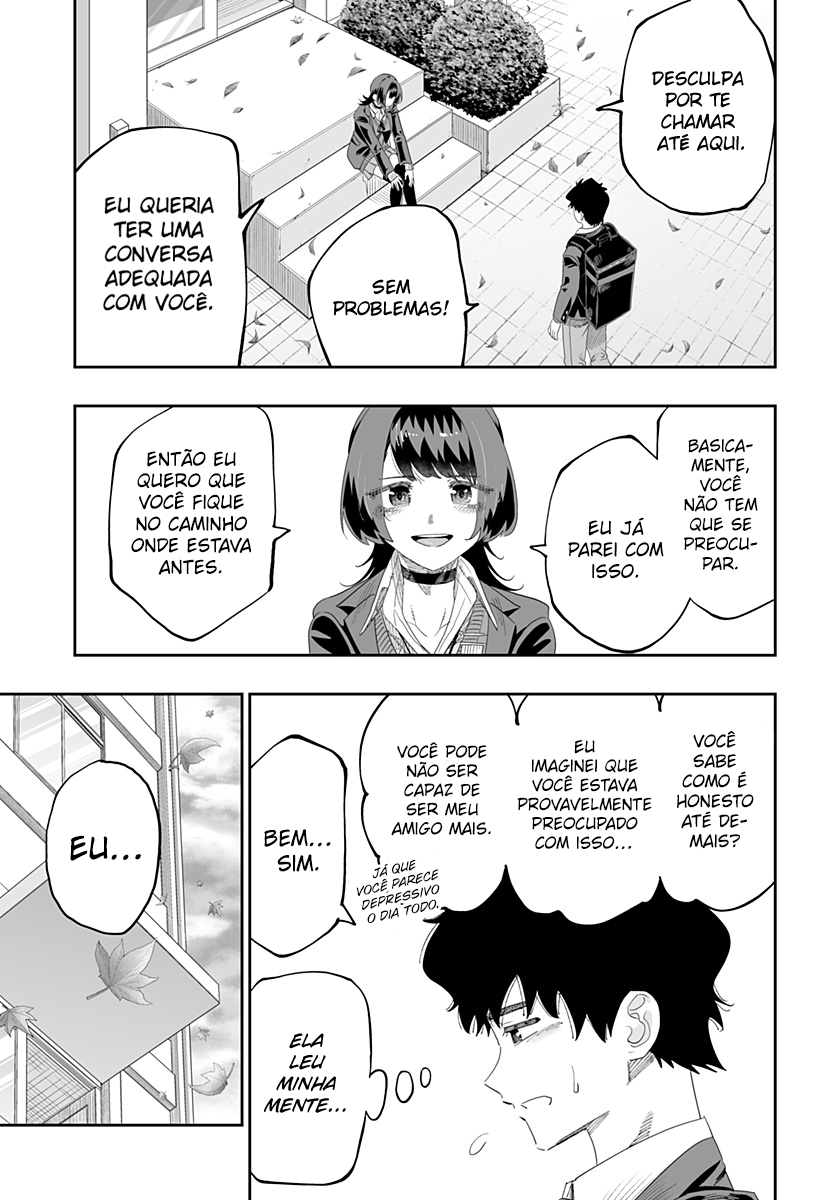 DESCULPA
POR TE
CHAMAR
ATÉ AQUI.
SEM
PROBLEMAS!
EU QUERIA
TER UMA
CONVERSA
ADEQUADA
COM VOCÊ.
BASICA-
MENTE,
VOCÊ
NÃO TEM
QUE SE
PREOCU-
PAR.
EU JÁ
PAREI COM
ISSO.
ENTÃO EU
QUERO QUE
VOCÊ FIQUE
NO CAMINHO
ONDE ESTAVA
ANTES.
VOCÊ
SABE
COMO É
HONESTO
ATÉ DE-
MAIS?
EU
IMAGINEI QUE
VOCÊ ESTAVA
PROVAVELMENTE
PREOCUPADO
COM ISSO...
VOCÊ PODE
NÃO SER
CAPAZ DE
SER MEU
AMIGO MAIS.
JÁ QUE
VOCÊ PARECE
DEPRESSIVO
O DIA TODO.
BEM...
SIM.
ELA
LEU
MINHA
MENTE...
EU...